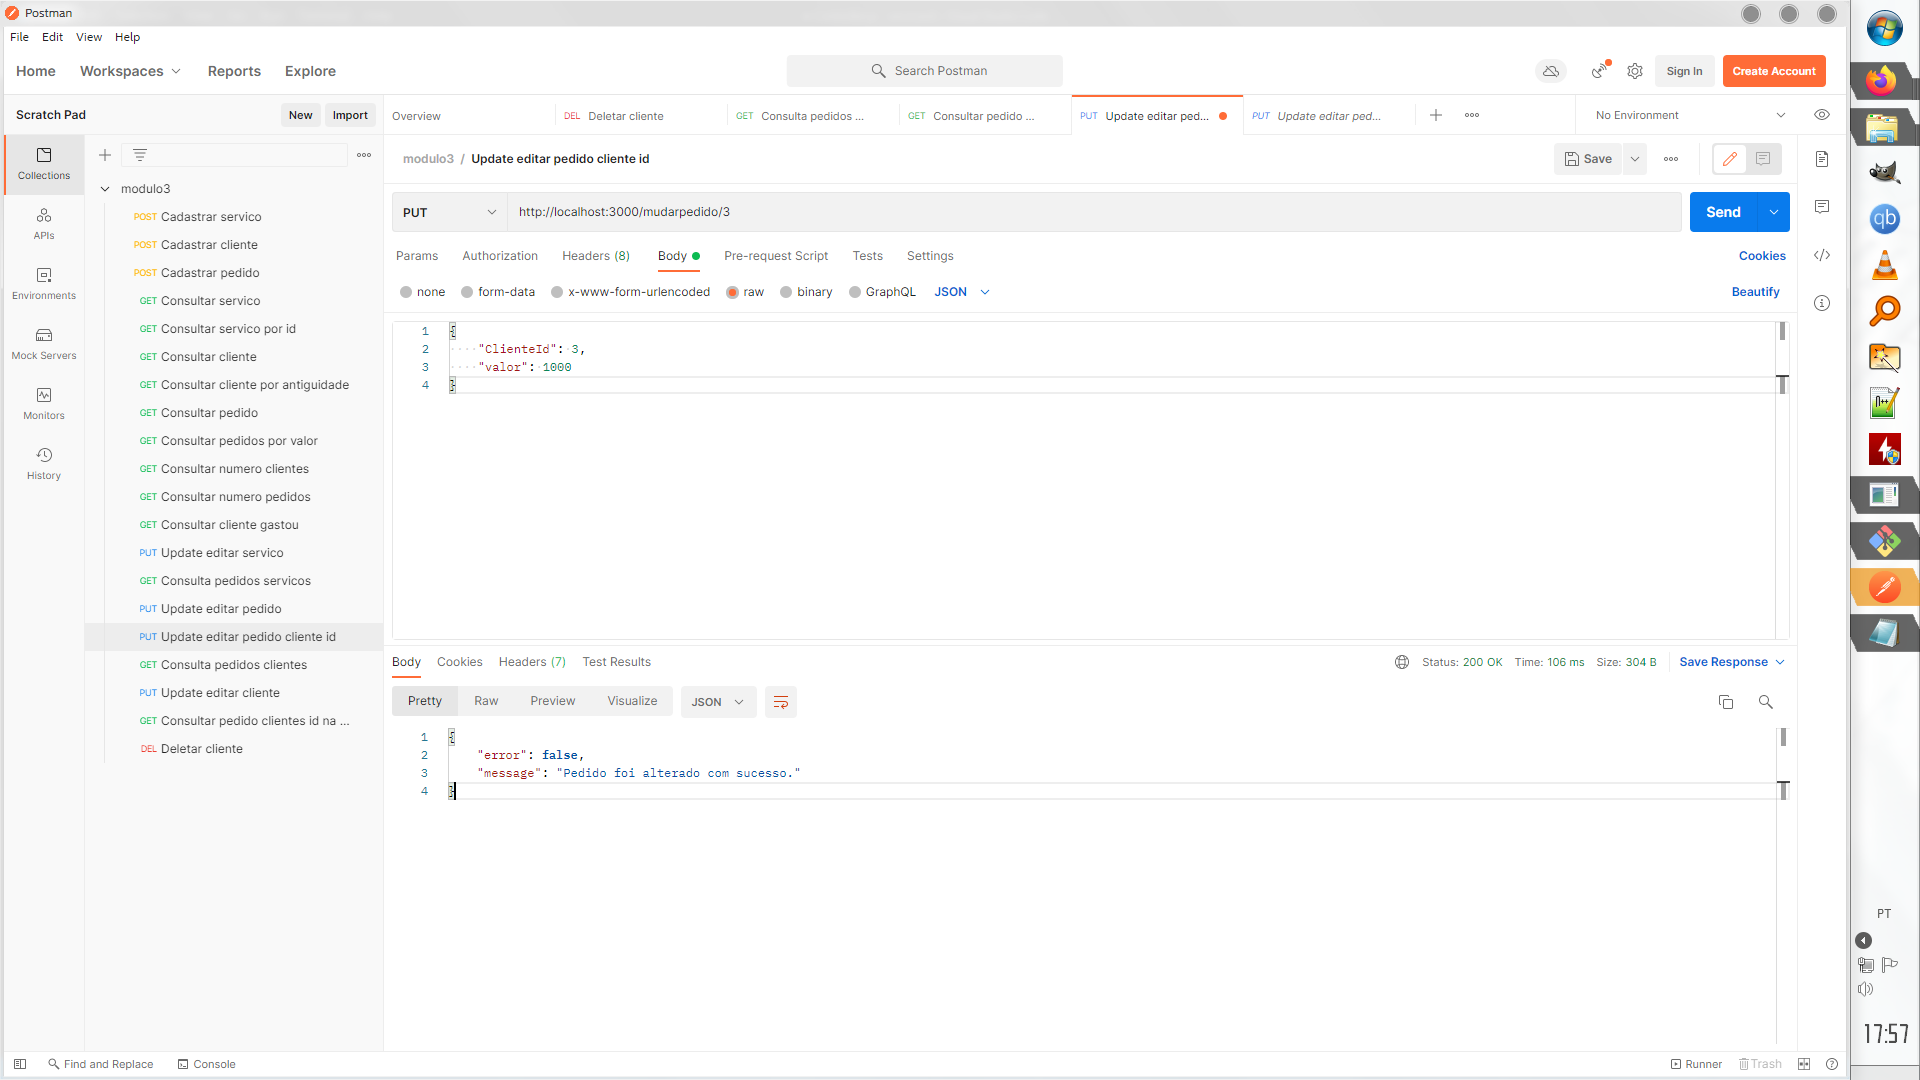 Postman
File Edit View Help
Home Workspaces Reports Explore
Search Postman
Sign In
Create Account
Scratch Pad
New
Import
Overview
DEL Deletar cliente
GET Consulta pedidos ...
GET Consultar pedido ...
PUT Update editar ped...
PUT Update editar ped...
No Environment
Collections
APIs
Environments
Mock Servers
Monitors
History
modulo3
POST Cadastrar servico
POST Cadastrar cliente
POST Cadastrar pedido
GET Consultar servico
GET Consultar servico por id
GET Consultar cliente
GET Consultar cliente por antiguidade
GET Consultar pedido
GET Consultar pedidos por valor
GET Consultar numero clientes
GET Consultar numero pedidos
GET Consultar cliente gastou
PUT Update editar servico
GET Consulta pedidos servicos
PUT Update editar pedido
PUT Update editar pedido cliente id
GET Consulta pedidos clientes
PUT Update editar cliente
GET Consultar pedido clientes id na ...
DEL Deletar cliente
modulo3 / Update editar pedido cliente id
Save
PUT
http://localhost:3000/mudarpedido/3
Send
Params Authorization Headers (8) Body Pre-request Script Tests Settings
Cookies
none form-data x-www-form-urlencoded raw binary GraphQL JSON
Beautify
1 {
2 "ClienteId": 3,
3 "valor": 1000
4 }
Body Cookies Headers (7) Test Results
Status: 200 OK Time: 106 ms Size: 304 B
Save Response
Pretty Raw Preview Visualize
JSON
1 {
2 "error": false,
3 "message": "Pedido foi alterado com sucesso."
4 }
Find and Replace
Console
Runner
Trash
qb
n++
PT
17:57